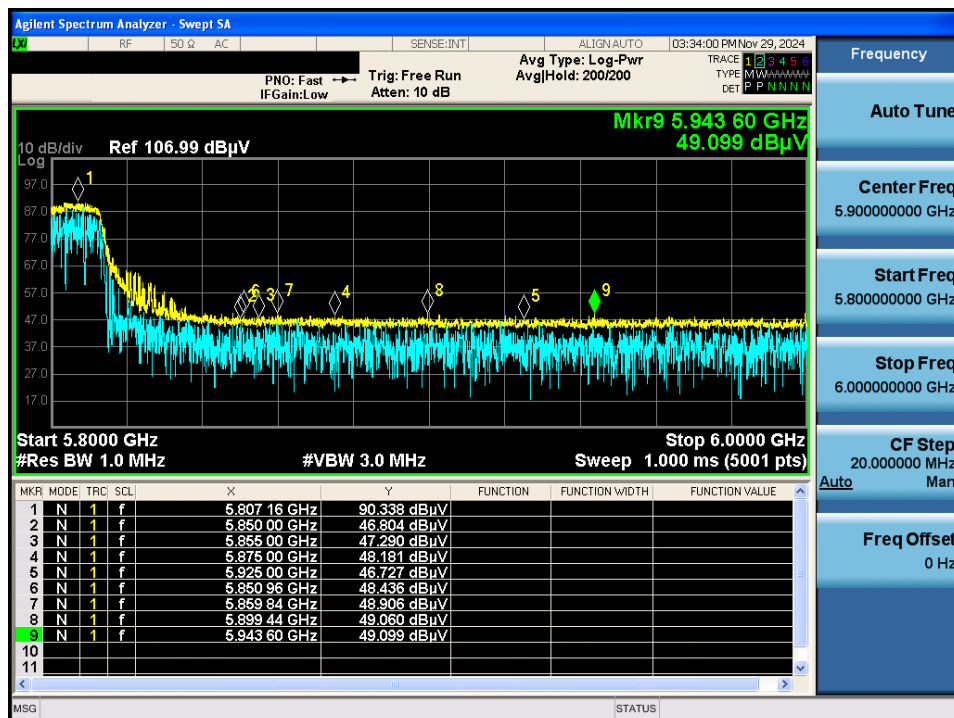 Agilent Spectrum Analyzer - Swept SA
LXI RF 50 Ω AC SENSE:INT ALIGN AUTO 03:34:00 PM Nov 29, 2024
PNO: Fast
IFGain:Low
Trig: Free Run
Atten: 10 dB
Avg Type: Log-Pwr
Avg|Hold: 200/200
TRACE 1 2 3 4 5 6
TYPE M
DET P P N N N N
Mkr9 5.943 60 GHz
49.099 dBµV
10 dB/div Ref 106.99 dBµV
Log
97.0
87.0
77.0
67.0
57.0
47.0
37.0
27.0
17.0
1
2
6
3
7
4
8
5
9
Start 5.8000 GHz Stop 6.0000 GHz
#Res BW 1.0 MHz #VBW 3.0 MHz Sweep 1.000 ms (5001 pts)
MKR MODE TRC SCL X Y FUNCTION FUNCTION WIDTH FUNCTION VALUE
1 N 1 f 5.807 16 GHz 90.338 dBµV
2 N 1 f 5.850 00 GHz 46.804 dBµV
3 N 1 f 5.855 00 GHz 47.290 dBµV
4 N 1 f 5.875 00 GHz 48.181 dBµV
5 N 1 f 5.925 00 GHz 46.727 dBµV
6 N 1 f 5.850 96 GHz 48.436 dBµV
7 N 1 f 5.859 84 GHz 48.906 dBµV
8 N 1 f 5.899 44 GHz 49.060 dBµV
9 N 1 f 5.943 60 GHz 49.099 dBµV
10
11
MSG STATUS
Frequency
Auto Tune
Center Freq
5.900000000 GHz
Start Freq
5.800000000 GHz
Stop Freq
6.000000000 GHz
CF Step
20.000000 MHz
Auto Man
Freq Offset
0 Hz